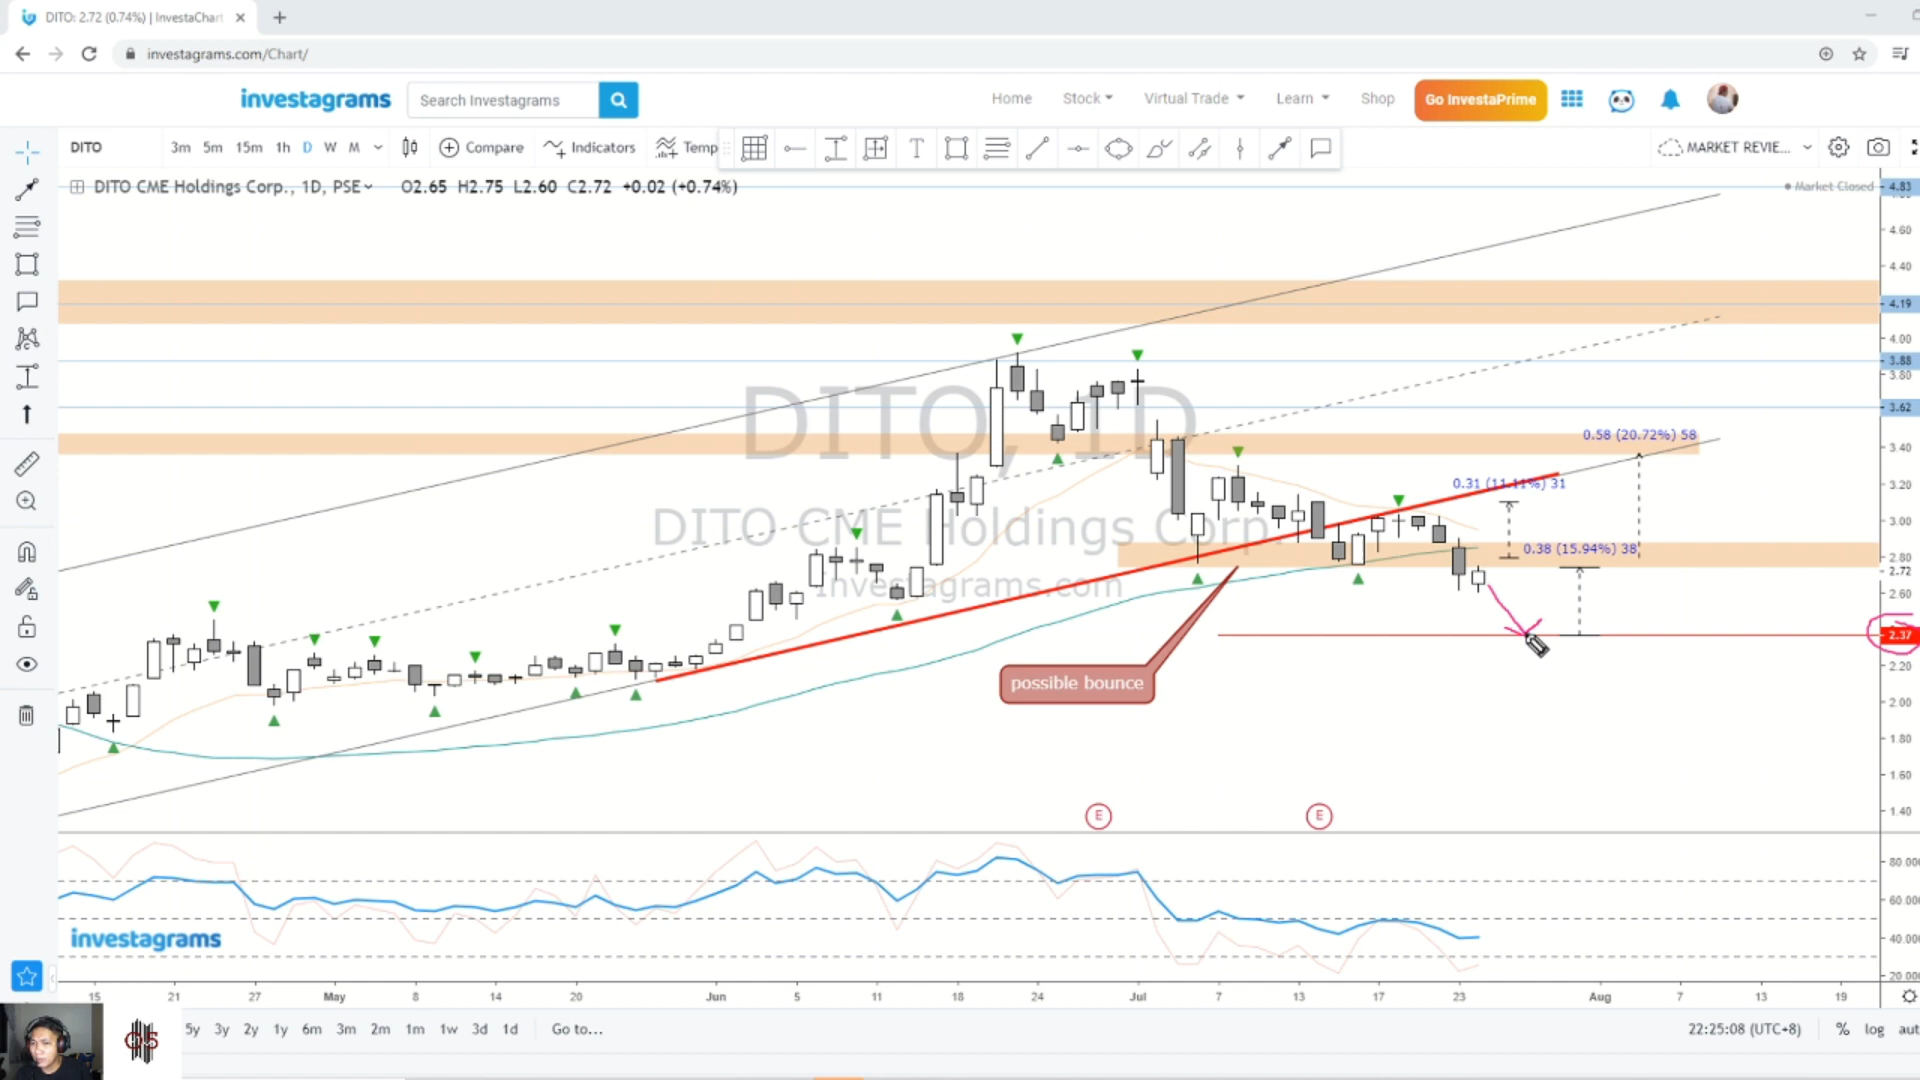 DITO: 2.72 (0.74%) | InvestaChart
investagrams.com/Chart/
investagrams
Search Investagrams
Home
Stock
Virtual Trade
Learn
Shop
Go InvestaPrime
DITO
3m 5m 15m 1h D W M
Compare
Indicators
Temp
MARKET REVIE...
DITO CME Holdings Corp., 1D, PSE O2.65 H2.75 L2.60 C2.72 +0.02 (+0.74%)
Market Closed
4.83
4.60
4.40
4.19
4.00
3.88
3.80
3.62
3.40
3.20
3.00
2.80
2.72
2.60
2.37
2.20
2.00
1.80
1.60
1.40
DITO, 1D
DITO CME Holdings Corp.
Investagrams.com
0.58 (20.72%) 58
0.31 (11.11%) 31
0.38 (15.94%) 38
possible bounce
E
E
80.000
60.000
40.000
20.000
investagrams
15 21 27 May 8 14 20 Jun 5 11 18 24 Jul 7 13 17 23 Aug 7 13 19
5y 3y 2y 1y 6m 3m 2m 1m 1w 3d 1d Go to...
22:25:08 (UTC+8) % log aut